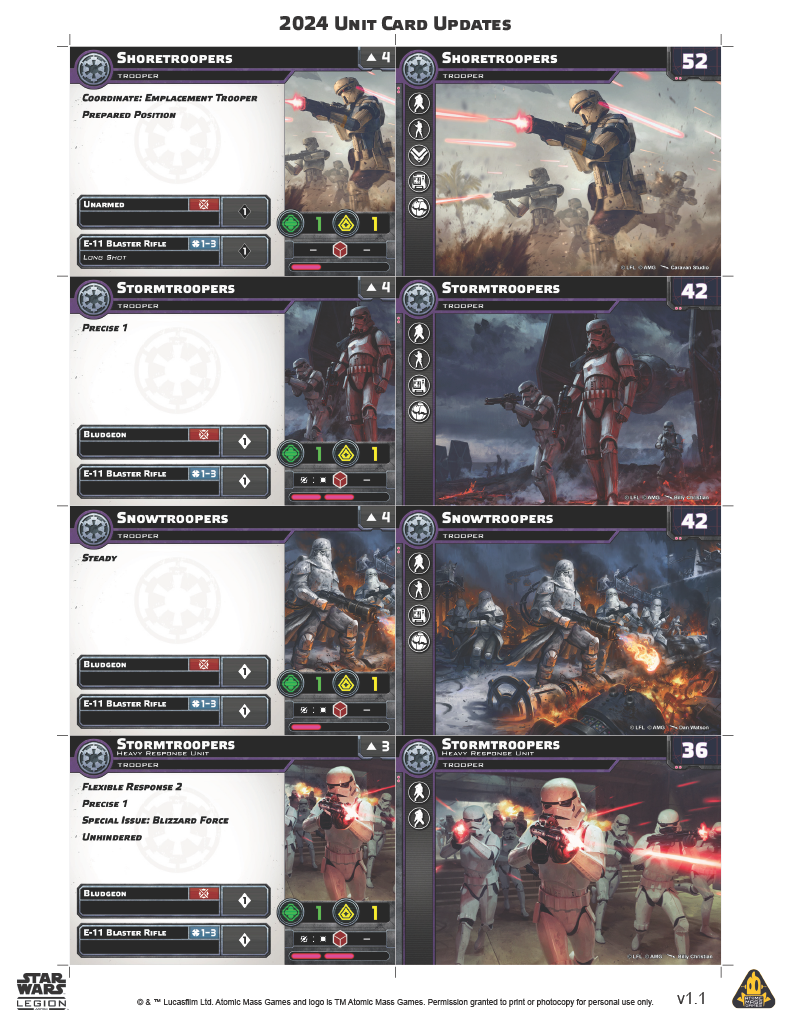 2024 Unit Card Updates
Shoretroopers
4
Trooper
Coordinate: Emplacement Trooper
Prepared Position
Unarmed
1
E-11 Blaster Rifle 1-3
Long Shot
1
1 1
– –
Shoretroopers
52
Trooper
© LFL © AMG Caravan Studio
Stormtroopers
4
Trooper
Precise 1
Bludgeon
1
E-11 Blaster Rifle 1-3
1
1 1
: –
Stormtroopers
42
Trooper
© LFL © AMG Billy Christian
Snowtroopers
4
Trooper
Steady
Bludgeon
1
E-11 Blaster Rifle 1-3
1
1 1
: –
Snowtroopers
42
Trooper
© LFL © AMG Dan Watson
Stormtroopers
3
Heavy Response Unit
Trooper
Flexible Response 2
Precise 1
Special Issue: Blizzard Force
Unhindered
Bludgeon
1
E-11 Blaster Rifle 1-3
1
1 1
: –
Stormtroopers
36
Heavy Response Unit
Trooper
© LFL © AMG Billy Christian
STAR
WARS
LEGION
© & ™ Lucasfilm Ltd. Atomic Mass Games and logo is TM Atomic Mass Games. Permission granted to print or photocopy for personal use only.
v1.1
ATOMIC
MASS
GAMES